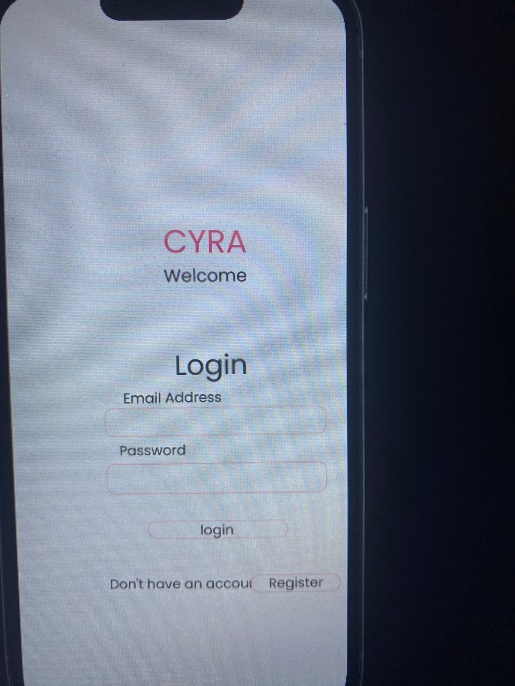 CYRA
Welcome
Login
Email Address
Password
login
Don't have an accou Register